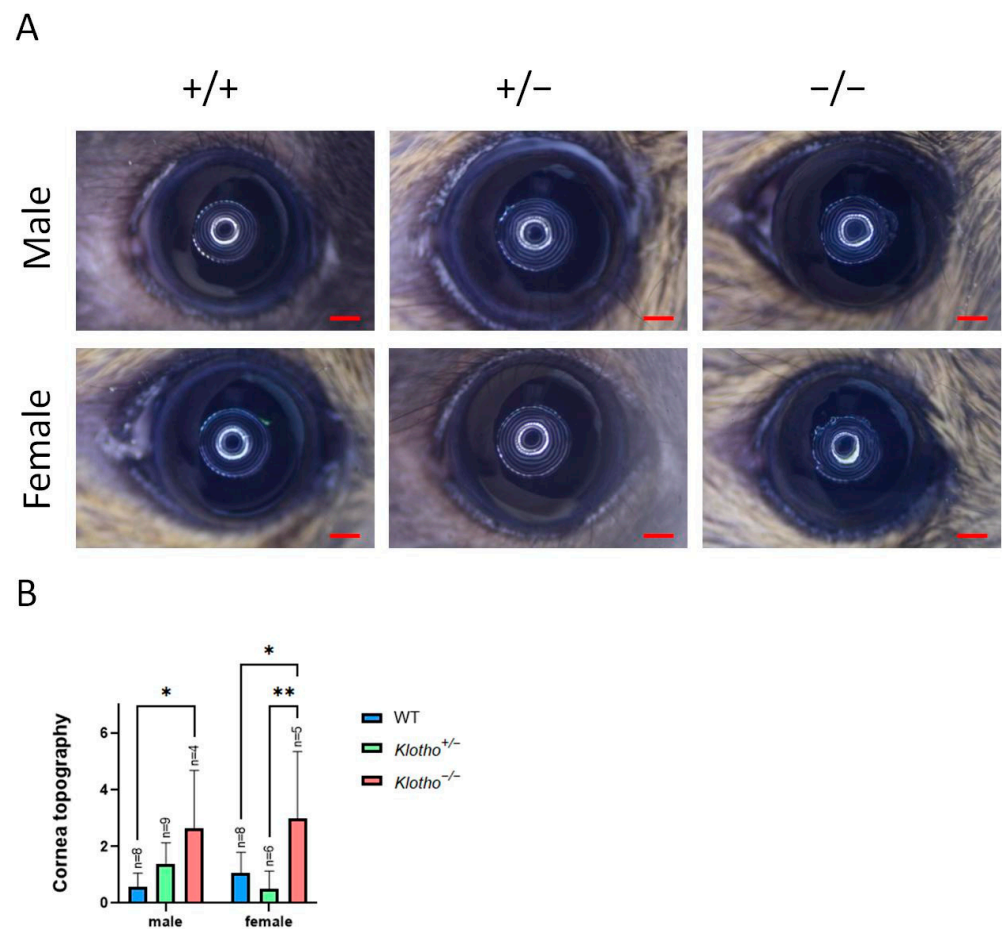 A
+/+ +/− −/−
Male
Female
B
Cornea topography
6
4
2
0
* * **
n=8 n=9 n=4 n=8 n=6 n=5
male female
WT
Klotho+/−
Klotho−/−